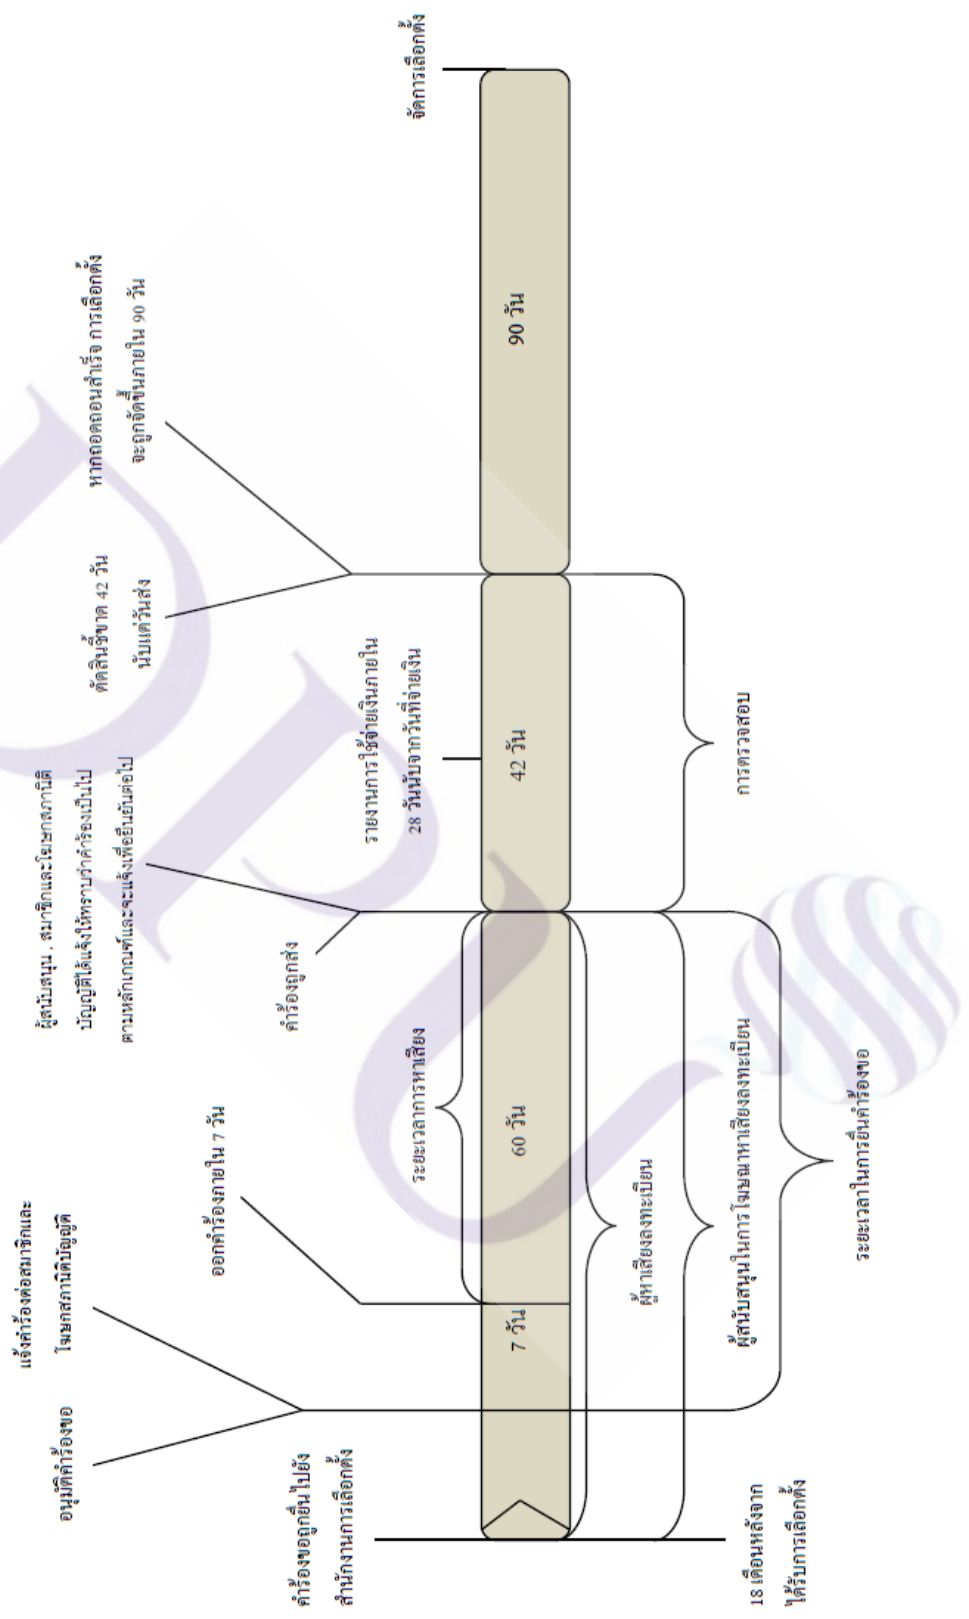 แจ้งคำร้องต่อสมาชิกและ
โฆษกสภานิติบัญญัติ
อนุมัติคำร้องขอ
คำร้องขอถูกยื่นไปยัง
สำนักงานการเลือกตั้ง
ออกคำร้องภายใน 7 วัน
ผู้สนับสนุน , สมาชิกและโฆษกสภานิติ
บัญญัติได้แจ้งให้ทราบว่าคำร้องเป็นไป
ตามหลักเกณฑ์และจะแจ้งเพื่อยืนยันต่อไป
คำร้องถูกส่ง
ระยะเวลาการหาเสียง
ตัดสินชี้ขาด 42 วัน
นับแต่วันส่ง
หากถอดถอนสำเร็จ การเลือกตั้ง
จะถูกจัดขึ้นภายใน 90 วัน
รายงานการใช้จ่ายเงินภายใน
28 วันนับจากวันที่จ่ายเงิน
จัดการเลือกตั้ง
7 วัน
60 วัน
42 วัน
90 วัน
ผู้หาเสียงลงทะเบียน
ผู้สนับสนุนในการโฆษณาหาเสียงลงทะเบียน
ระยะเวลาในการยื่นคำร้องขอ
การตรวจสอบ
18 เดือนหลังจาก
ได้รับการเลือกตั้ง